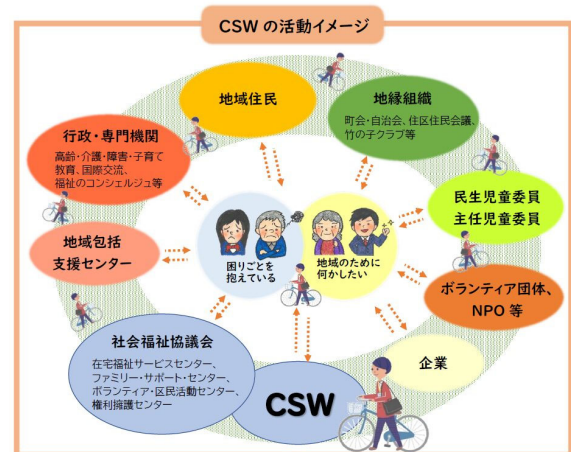 CSWの活動イメージ
地域住民
地縁組織
町会・自治会、住区住民会議、
竹の子クラブ等
行政・専門機関
高齢・介護・障害・子育て
教育、国際交流、
福祉のコンシェルジュ等
民生児童委員
主任児童委員
地域包括
支援センター
困りごとを
抱えている
地域のために
何かしたい
ボランティア団体、
NPO等
社会福祉協議会
在宅福祉サービスセンター、
ファミリー・サポート・センター、
ボランティア・区民活動センター、
権利擁護センター
企業
CSW